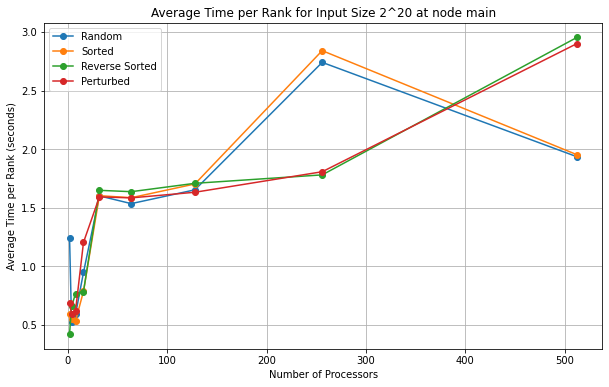 Average Time per Rank for Input Size 2^20 at node main
Random
Sorted
Reverse Sorted
Perturbed
Average Time per Rank (seconds)
3.0
2.5
2.0
1.5
1.0
0.5
0 100 200 300 400 500
Number of Processors